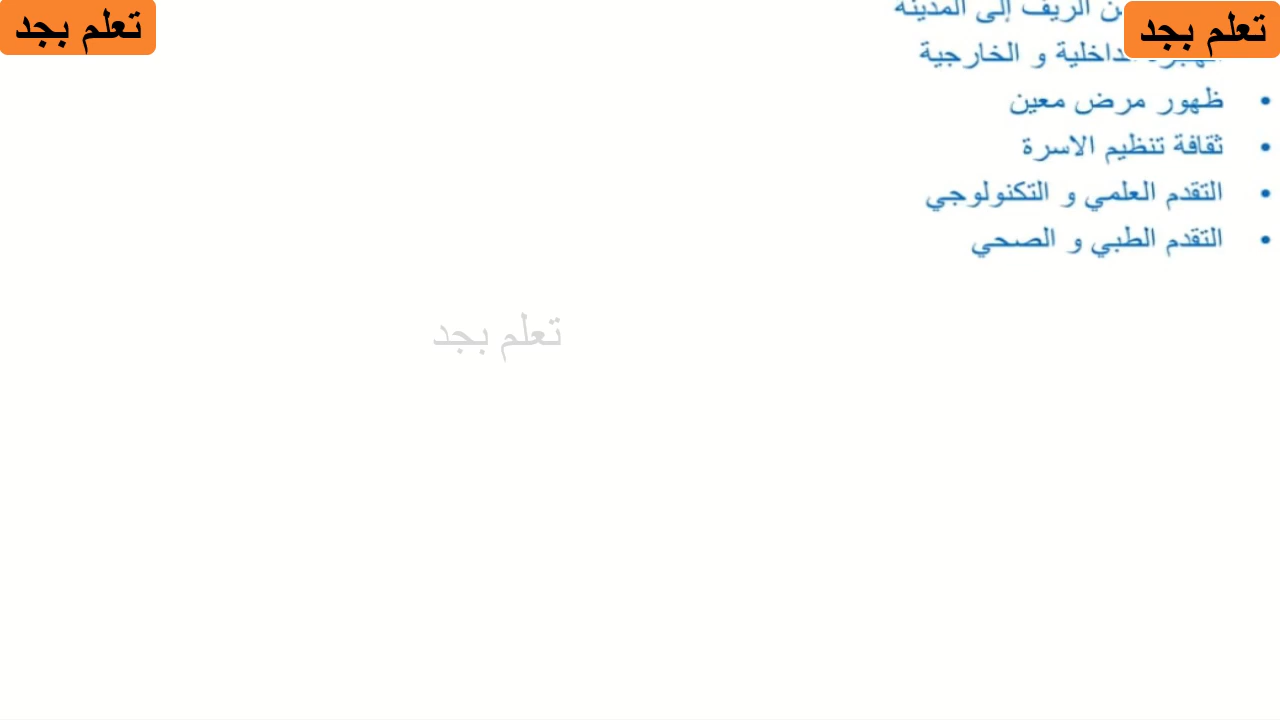 تعلم بجد
تعلم بجد
الريف إلى المدينة
و الخارجية
• ظهور مرض معين
• ثقافة تنظيم الاسرة
• التقدم العلمي و التكنولوجي
• التقدم الطبي و الصحي
تعلم بجد